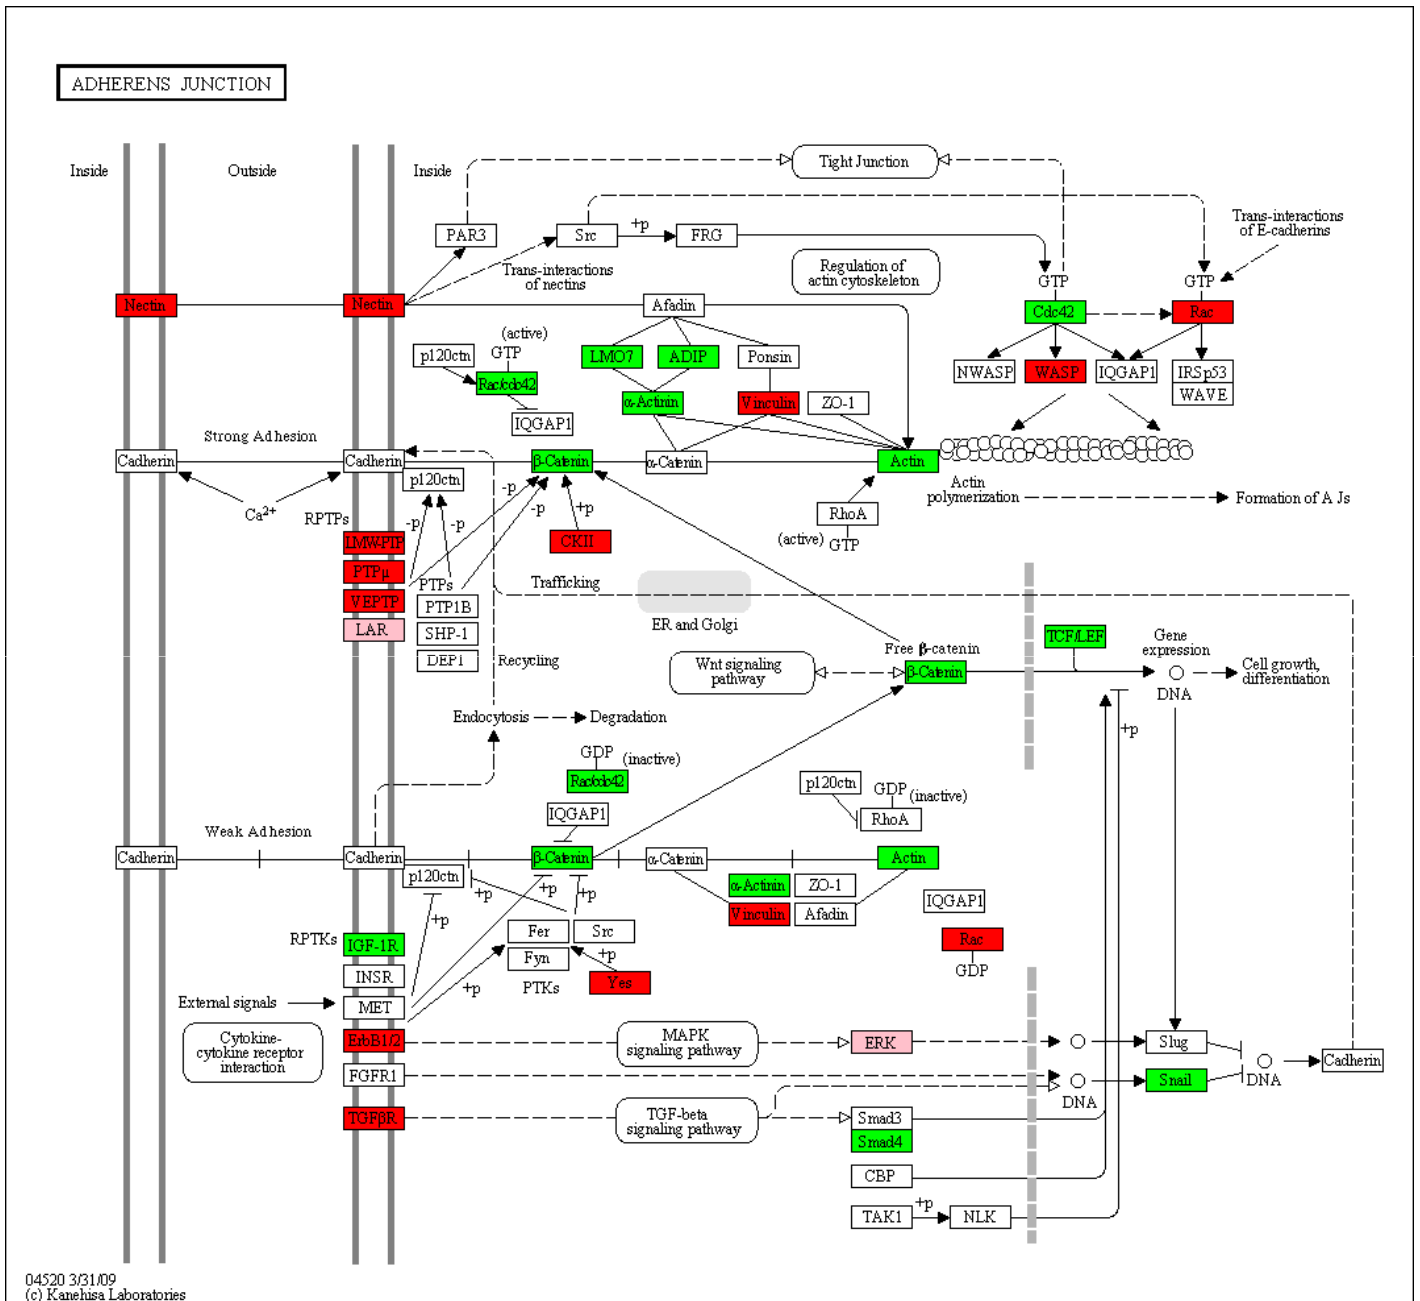 ADHERENS JUNCTION
Inside
Outside
Inside
Tight Junction
PAR3
Src
+p
FRG
Trans-interactions
of E-cadherins
Trans-interactions
of nectins
Regulation of
actin cytoskeleton
GTP
GTP
Nectin
Nectin
Afadin
Cdc42
Rac
(active)
GTP
p120ctn
Rac/cdc42
LMO7
ADIP
Ponsin
NWASP
WASP
IQGAP1
IRSp53
WAVE
α-Actinin
Vinculin
ZO-1
IQGAP1
Strong Adhesion
Cadherin
Cadherin
β-Catenin
α-Catenin
Actin
p120ctn
-p
-p
+p
-p
-p
Actin
polymerization
Formation of AJs
Ca2+
RPTPs
RhoA
(active)
GTP
LMW-PTP
CKII
PTPμ
PTPs
Trafficking
VEPTP
PTP1B
LAR
SHP-1
ER and Golgi
DEP1
Recycling
TCF/LEF
Gene
expression
Free β-catenin
Wnt signaling
pathway
β-Catenin
DNA
Cell growth,
differentiation
Endocytosis
Degradation
+p
GDP
(inactive)
Rac/cdc42
p120ctn
GDP
(inactive)
IQGAP1
RhoA
Weak Adhesion
Cadherin
Cadherin
β-Catenin
α-Catenin
Actin
p120ctn
+p
+p
+p
α-Actinin
ZO-1
Vinculin
Afadin
IQGAP1
+p
RPTKs
IGF-1R
Fer
Src
Rac
Fyn
+p
GDP
INSR
+p
PTKs
Yes
External signals
MET
Cytokine-
cytokine receptor
interaction
ErbB1/2
MAPK
signaling pathway
ERK
Slug
FGFR1
DNA
Snail
DNA
Cadherin
TGFβR
TGF-beta
signaling pathway
Smad3
Smad4
CBP
TAK1
+p
NLK
04520 3/31/09
(c) Kanehisa Laboratories